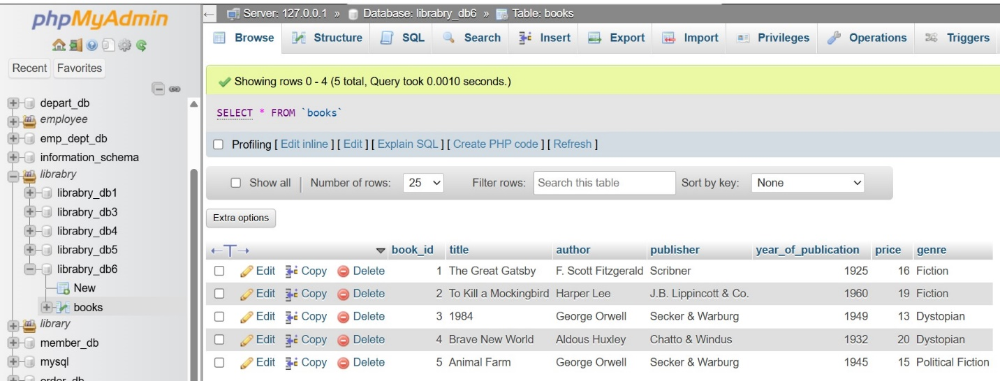 phpMyAdmin
Recent Favorites
depart_db
employee
emp_dept_db
information_schema
librabry
librabry_db1
librabry_db3
librabry_db4
librabry_db5
librabry_db6
New
books
library
member_db
mysql
order_db
Server: 127.0.0.1 » Database: librabry_db6 » Table: books
Browse Structure SQL Search Insert Export Import Privileges Operations Triggers
Showing rows 0 - 4 (5 total, Query took 0.0010 seconds.)
SELECT * FROM `books`
Profiling [ Edit inline ] [ Edit ] [ Explain SQL ] [ Create PHP code ] [ Refresh ]
Show all | Number of rows: 25 Filter rows: Search this table Sort by key: None
Extra options
←T→ book_id title author publisher year_of_publication price genre
Edit Copy Delete 1 The Great Gatsby F. Scott Fitzgerald Scribner 1925 16 Fiction
Edit Copy Delete 2 To Kill a Mockingbird Harper Lee J.B. Lippincott & Co. 1960 19 Fiction
Edit Copy Delete 3 1984 George Orwell Secker & Warburg 1949 13 Dystopian
Edit Copy Delete 4 Brave New World Aldous Huxley Chatto & Windus 1932 20 Dystopian
Edit Copy Delete 5 Animal Farm George Orwell Secker & Warburg 1945 15 Political Fiction